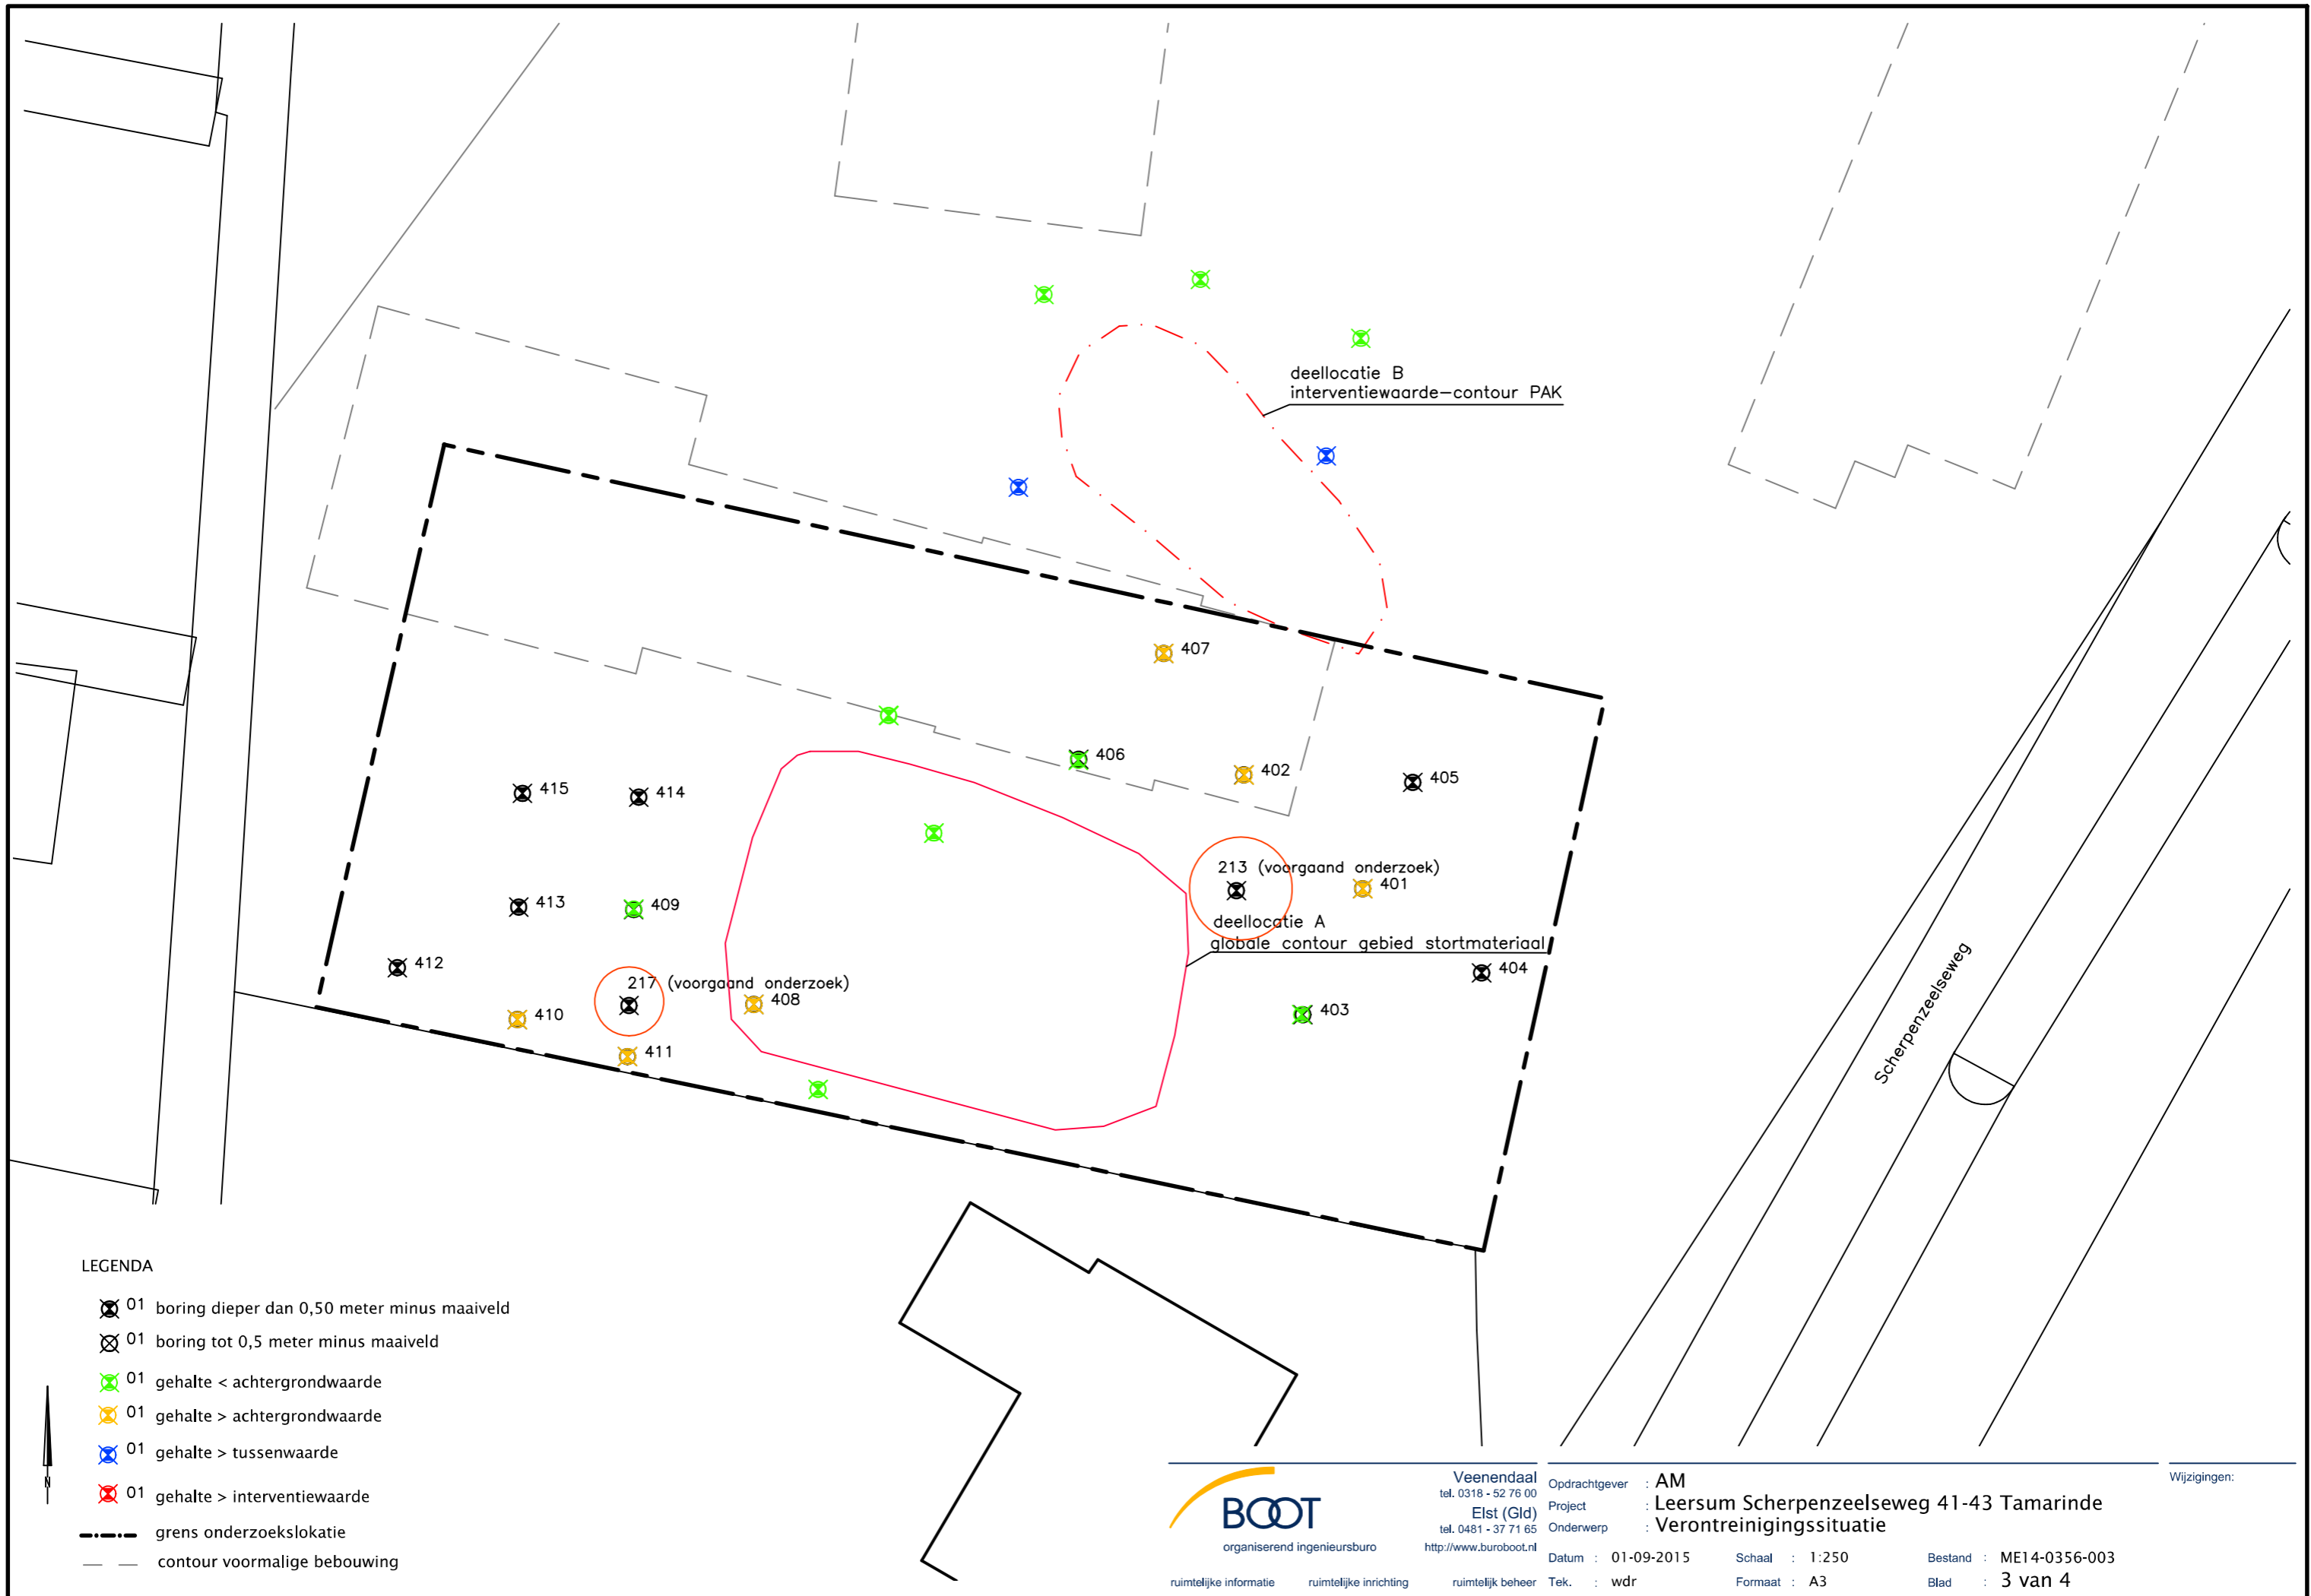 deellocatie B
interventiewaarde-contour PAK
407
406
402
405
415
414
213 (voorgaand onderzoek)
401
413
409
deellocatie A
globale contour gebied stortmateriaal
412
404
217 (voorgaand onderzoek)
408
410
403
411
Scherpenzeelseweg
LEGENDA
01 boring dieper dan 0,50 meter minus maaiveld
01 boring tot 0,5 meter minus maaiveld
01 gehalte < achtergrondwaarde
01 gehalte > achtergrondwaarde
01 gehalte > tussenwaarde
01 gehalte > interventiewaarde
grens onderzoekslokatie
contour voormalige bebouwing
N
BOOT
organiserend ingenieursburo
Veenendaal
tel. 0318 - 52 76 00
Elst (Gld)
tel. 0481 - 37 71 65
http://www.buroboot.nl
ruimtelijke informatie ruimtelijke inrichting ruimtelijk beheer
Opdrachtgever : AM
Project : Leersum Scherpenzeelseweg 41-43 Tamarinde
Onderwerp : Verontreinigingssituatie
Datum : 01-09-2015 Schaal : 1:250 Bestand : ME14-0356-003
Tek. : wdr Formaat : A3 Blad : 3 van 4
Wijzigingen: